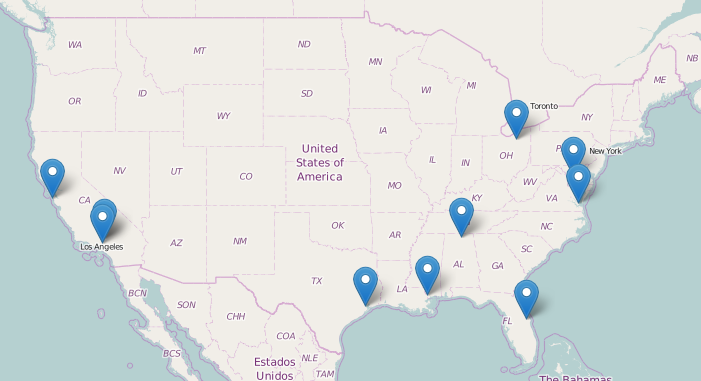 WA
MT
ND
MN
NB
ME
OR
ID
WY
SD
WI
MI
Toronto
NY
IA
NV
UT
CO
United
States of
America
IL
IN
OH
P
New York
CA
MO
KY
WV
VA
Los Angeles
AZ
NM
OK
AR
NC
SC
TX
LA
AL
GA
FL
BCN
SON
CHH
COA
BCS
Estados
Unidos
NLE
TAM
The Bahamas